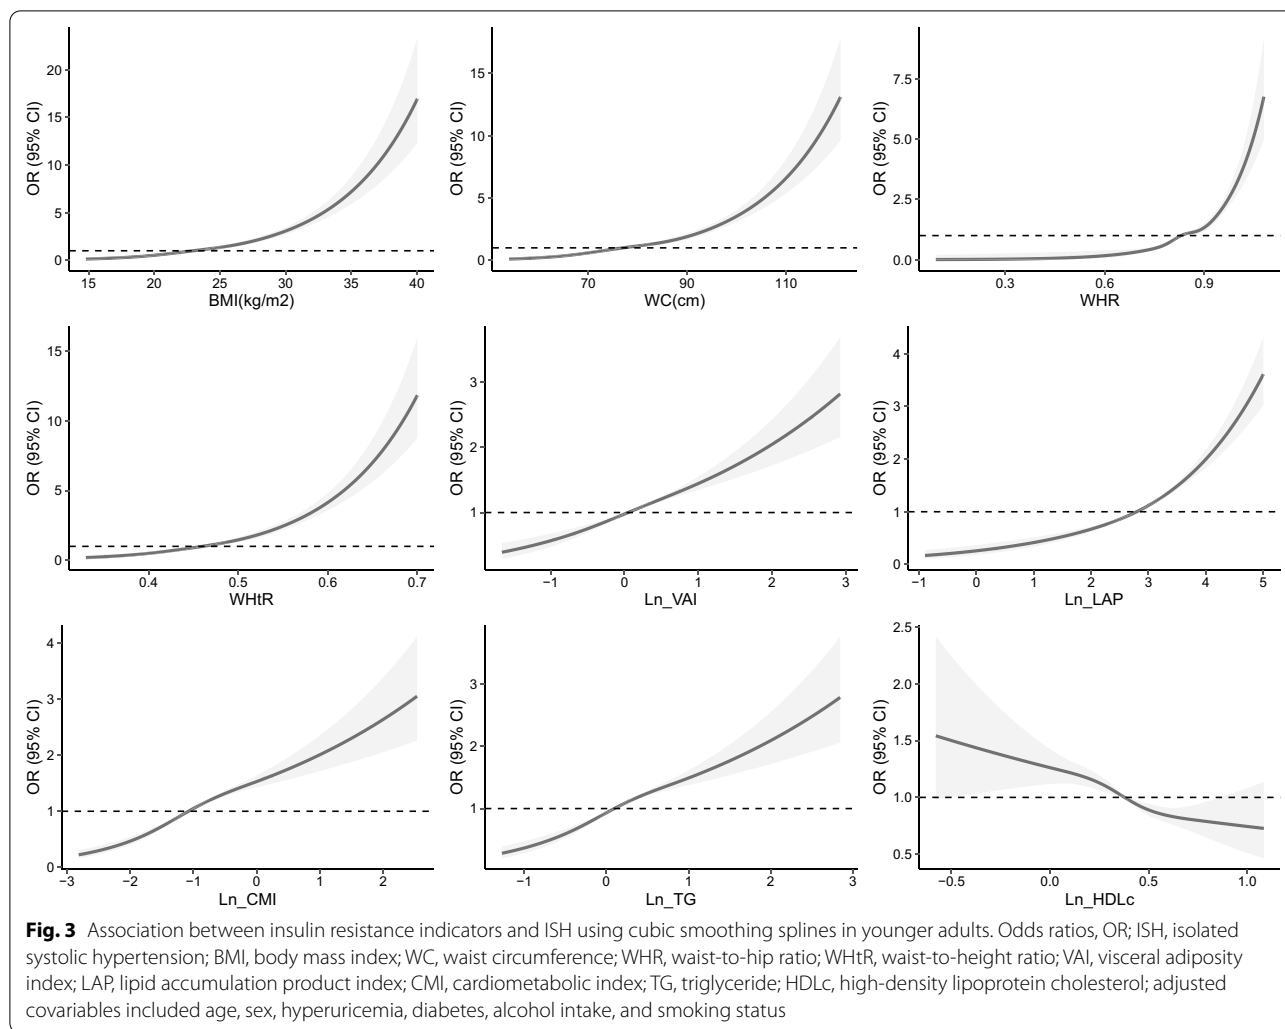 OR (95% CI)
20
15
10
5
0
15 20 25 30 35 40
BMI(kg/m2)
OR (95% CI)
15
10
5
0
70 90 110
WC(cm)
OR (95% CI)
7.5
5.0
2.5
0.0
0.3 0.6 0.9
WHR
OR (95% CI)
15
10
5
0
0.4 0.5 0.6 0.7
WHtR
OR (95% CI)
3
2
1
−1 0 1 2 3
Ln_VAI
OR (95% CI)
4
3
2
1
0
−1 0 1 2 3 4 5
Ln_LAP
OR (95% CI)
4
3
2
1
0
−3 −2 −1 0 1 2
Ln_CMI
OR (95% CI)
3
2
1
−1 0 1 2 3
Ln_TG
OR (95% CI)
2.5
2.0
1.5
1.0
0.5
−0.5 0.0 0.5 1.0
Ln_HDLc
Fig. 3 Association between insulin resistance indicators and ISH using cubic smoothing splines in younger adults. Odds ratios, OR; ISH, isolated
systolic hypertension; BMI, body mass index; WC, waist circumference; WHR, waist-to-hip ratio; WHtR, waist-to-height ratio; VAI, visceral adiposity
index; LAP, lipid accumulation product index; CMI, cardiometabolic index; TG, triglyceride; HDLc, high-density lipoprotein cholesterol; adjusted
covariables included age, sex, hyperuricemia, diabetes, alcohol intake, and smoking status